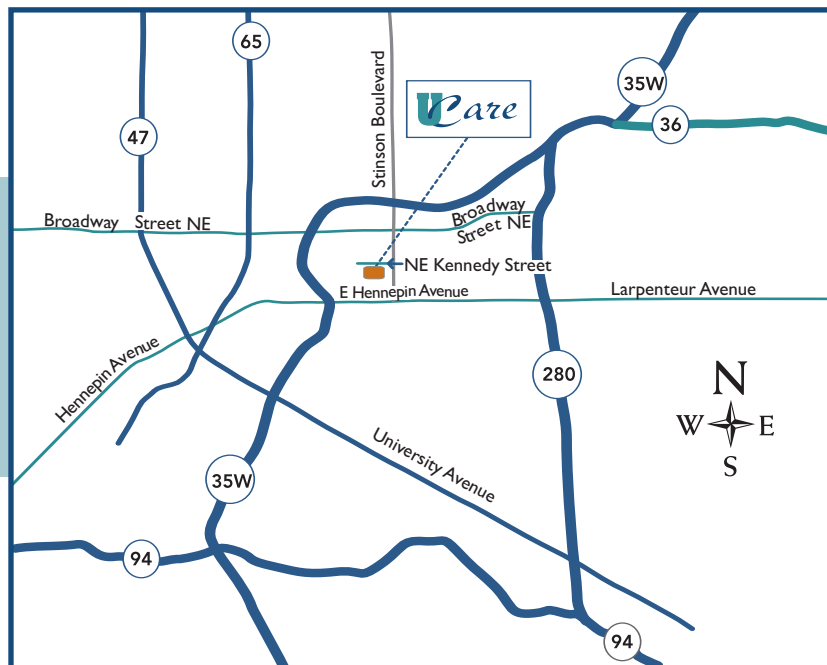 65
Stinson Boulevard
UCare
35W
36
47
Broadway Street NE
Broadway
Street NE
NE Kennedy Street
E Hennepin Avenue
Larpenteur Avenue
Hennepin Avenue
280
N
W E
S
University Avenue
35W
94
94